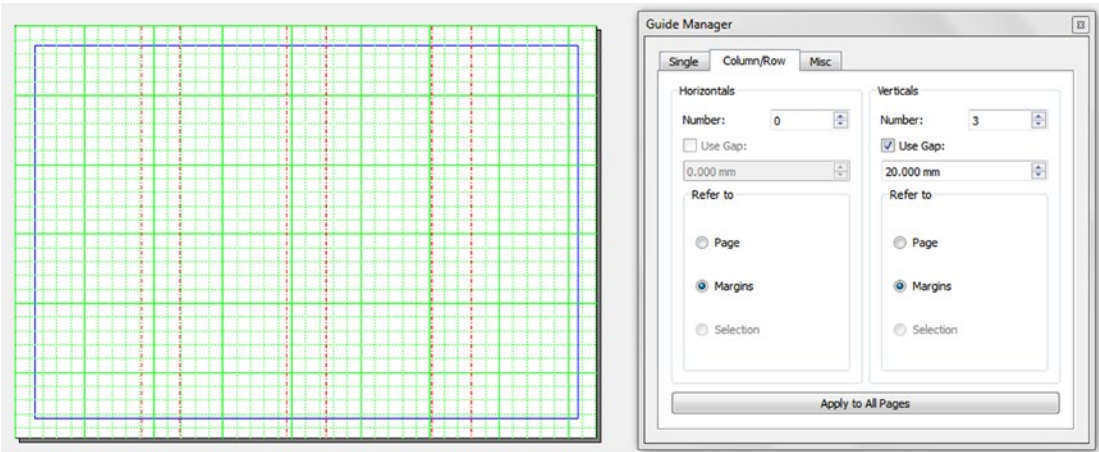 Guide Manager
Single Column/Row Misc
Horizontals
Number: 0
Use Gap:
0.000 mm
Refer to
Page
Margins
Selection
Verticals
Number: 3
Use Gap:
20.000 mm
Refer to
Page
Margins
Selection
Apply to All Pages